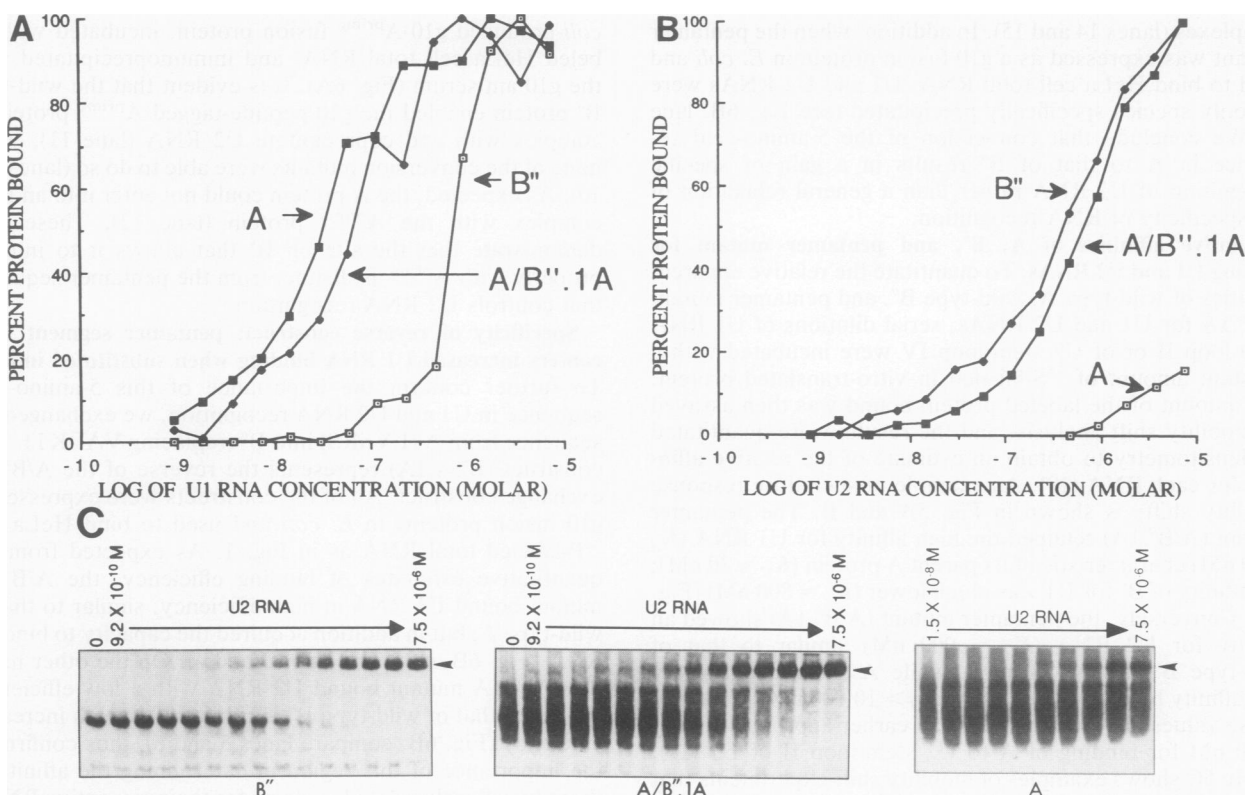 A
PERCENT PROTEIN BOUND
100
80
60
40
20
0
A
B"
A/B".1A
10 9 8 7 6 5
LOG OF U1 RNA CONCENTRATION (MOLAR)
B
PERCENT PROTEIN BOUND
100
80
60
40
20
0
B"
A/B".1A
A
10 9 8 7 6 5
LOG OF U2 RNA CONCENTRATION (MOLAR)
C
0
9.2 X 10⁻¹⁰ M
U2 RNA
7.5 X 10⁻⁶ M
B"
0
9.2 X 10⁻¹⁰ M
U2 RNA
7.5 X 10⁻⁶ M
A/B".1A
1.5 X 10⁻⁸ M
U2 RNA
7.5 X 10⁻⁶ M
A